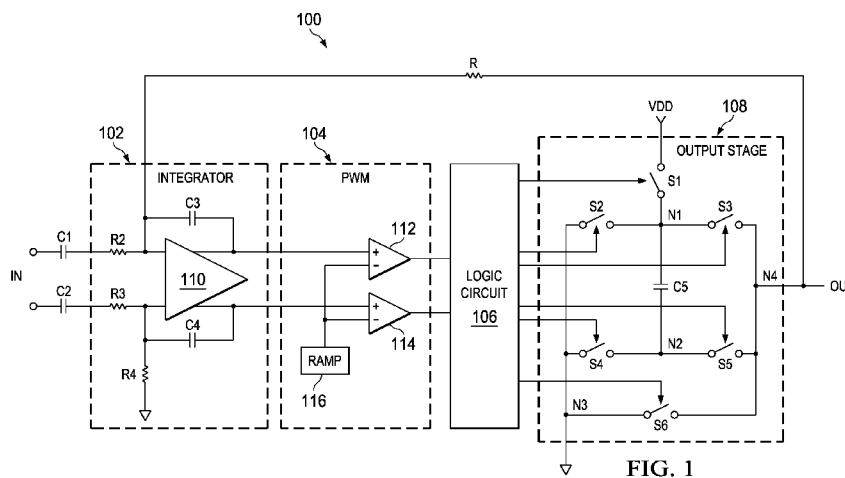 100
R
VDD
108
102
104
OUTPUT STAGE
INTEGRATOR
PWM
S1
C3
S2
N1
S3
C1
R2
112
IN
110
LOGIC
CIRCUIT
106
C5
N4
OU
C2
R3
C4
114
S4
N2
S5
R4
RAMP
116
N3
S6
FIG. 1